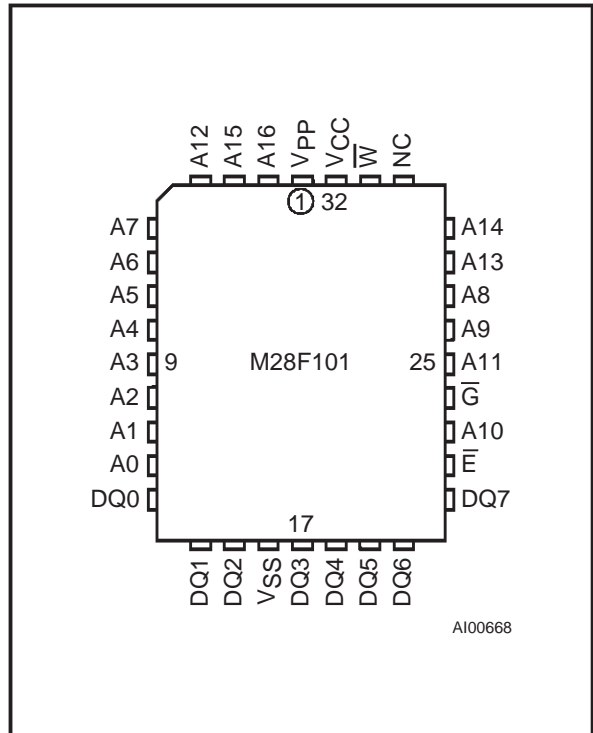 A12 A15 A16 VPP VCC W̅ NC
1 32
A7 A14
A6 A13
A5 A8
A4 A9
A3 9 M28F101 25 A11
A2 G̅
A1 A10
A0 E̅
DQ0 DQ7
17
DQ1 DQ2 VSS DQ3 DQ4 DQ5 DQ6
AI00668